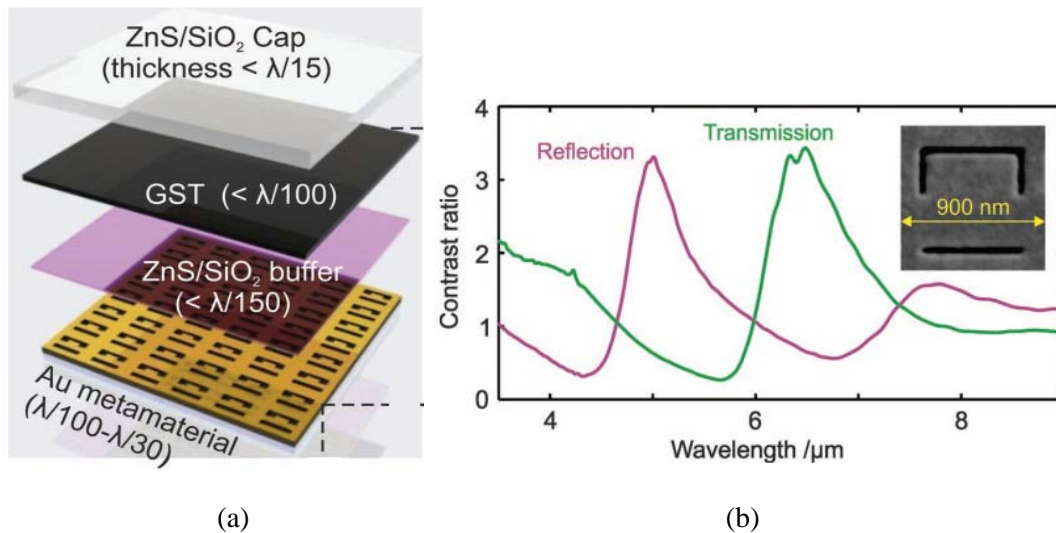 ZnS/SiO₂ Cap
(thickness < λ/15)
GST (< λ/100)
ZnS/SiO₂ buffer
(< λ/150)
Au metamaterial
(λ/100-λ/30)
(a)
4
3
2
1
0
Contrast ratio
Reflection
Transmission
900 nm
4
6
8
Wavelength /μm
(b)